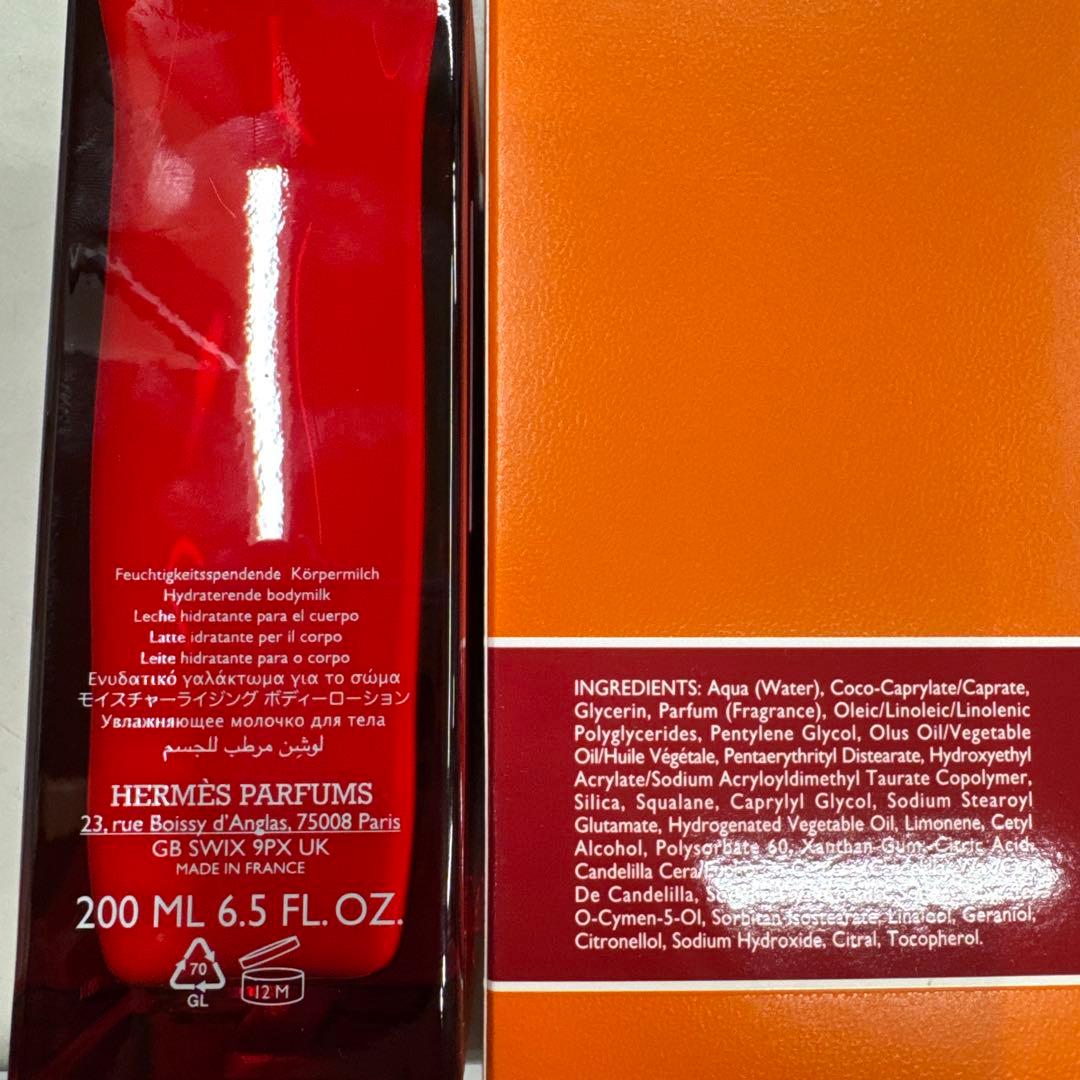 Feuchtigkeitsspendende Körpermilch
Hydraterende bodymilk
Leche hidratante para el cuerpo
Latte idratante per il corpo
Leite hidratante para o corpo
Ενυδατικό γαλάκτωμα για το σώμα
モイスチャーライジング ボディーローション
Увлажняющее молочко для тела
لوشين مرطب للجسم
HERMÈS PARFUMS
23, rue Boissy d'Anglas, 75008 Paris
GB SWIX 9PX UK
MADE IN FRANCE
200 ML 6.5 FL. OZ.
70
GL
12 M
INGREDIENTS: Aqua (Water), Coco-Caprylate/Caprate,
Glycerin, Parfum (Fragrance), Oleic/Linoleic/Linolenic
Polyglycerides, Pentylene Glycol, Olus Oil/Vegetable
Oil/Huile Végétale, Pentaerythrityl Distearate, Hydroxyethyl
Acrylate/Sodium Acryloyldimethyl Taurate Copolymer,
Silica, Squalane, Caprylyl Glycol, Sodium Stearoyl
Glutamate, Hydrogenated Vegetable Oil, Limonene, Cetyl
Alcohol, Polysorbate 60, Xanthan Gum, Citric Acid,
Candelilla Cera/
De Candelilla,
O-Cymen-5-Ol, Sorbitan Isostearate, Linalool, Geraniol,
Citronellol, Sodium Hydroxide, Citral, Tocopherol.